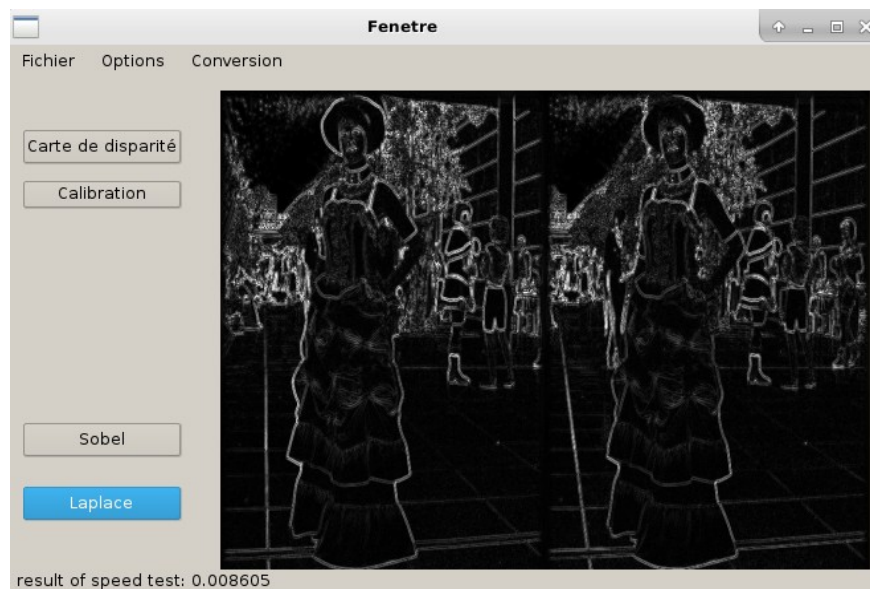 Fenetre
Fichier Options Conversion
Carte de disparité
Calibration
Sobel
Laplace
result of speed test: 0.008605